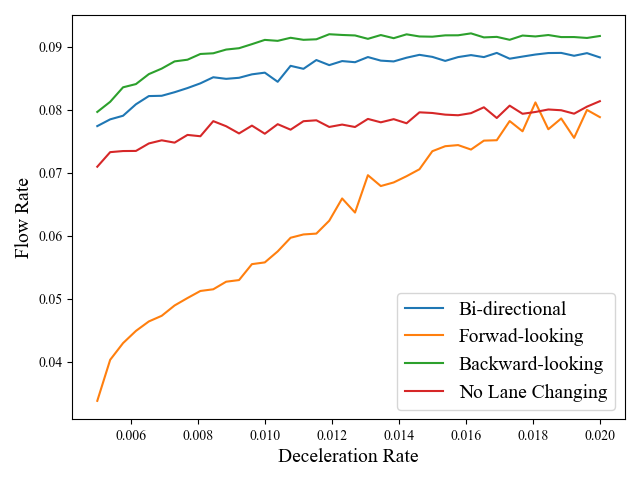 0.09
0.08
0.07
0.06
0.05
0.04
Flow Rate
0.006 0.008 0.010 0.012 0.014 0.016 0.018 0.020
Deceleration Rate
Bi-directional
Forwad-looking
Backward-looking
No Lane Changing